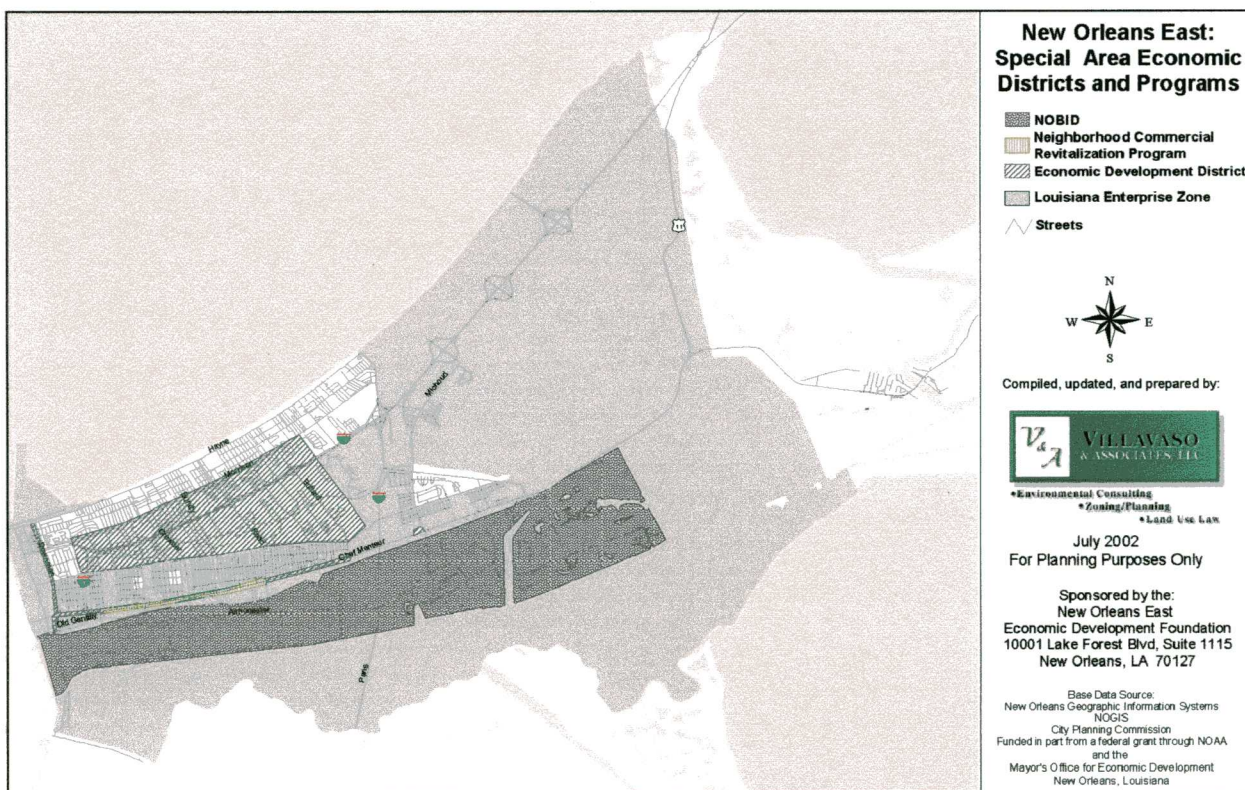 New Orleans East:
Special Area Economic
Districts and Programs
NOBID
Neighborhood Commercial
Revitalization Program
Economic Development District
Louisiana Enterprise Zone
Streets
N
W
E
S
Compiled, updated, and prepared by:
V & A
VILLAVASO
& ASSOCIATES, LLC
•Environmental Consulting
•Zoning/Planning
•Land Use Law
July 2002
For Planning Purposes Only
Sponsored by the:
New Orleans East
Economic Development Foundation
10001 Lake Forest Blvd, Suite 1115
New Orleans, LA 70127
Base Data Source:
New Orleans Geographic Information Systems
NOGIS
City Planning Commission
Funded in part from a federal grant through NOAA
and the
Mayor's Office for Economic Development
New Orleans, Louisiana
11
Michoud
Hayne
Morrison
Bundy
Chef Menteur
Old Gentilly
Almonaster
Paris